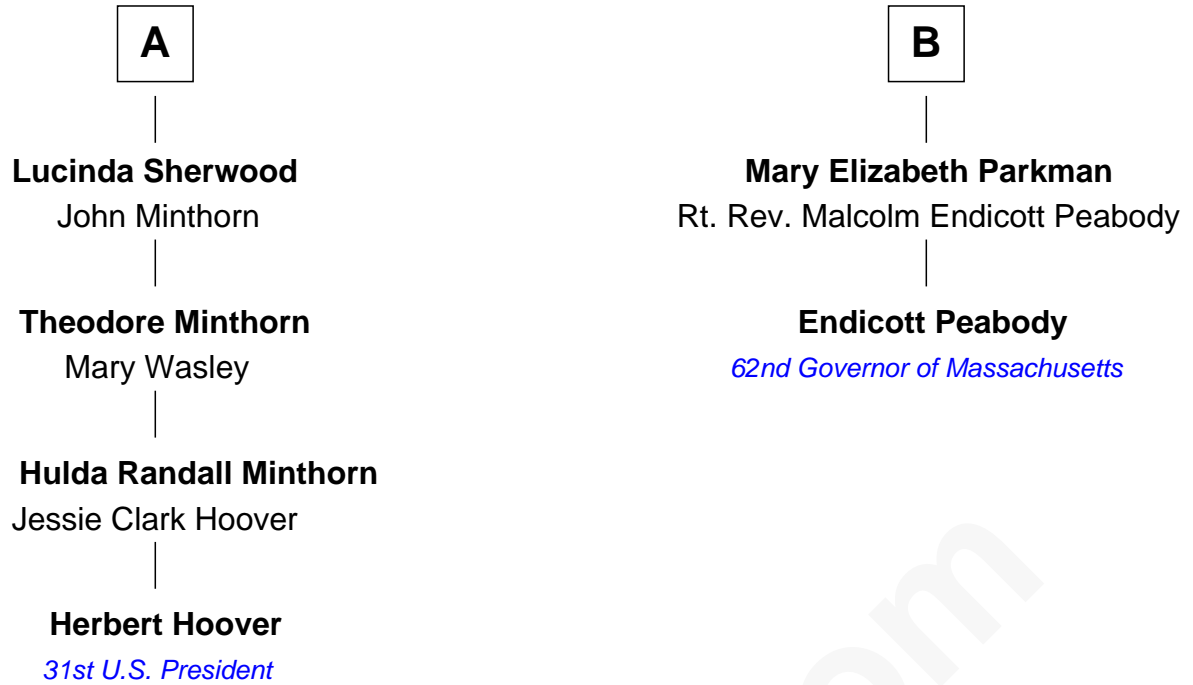 A
Lucinda Sherwood
John Minthorn
Theodore Minthorn
Mary Wasley
Hulda Randall Minthorn
Jessie Clark Hoover
Herbert Hoover
31st U.S. President
B
Mary Elizabeth Parkman
Rt. Rev. Malcolm Endicott Peabody
Endicott Peabody
62nd Governor of Massachusetts
om